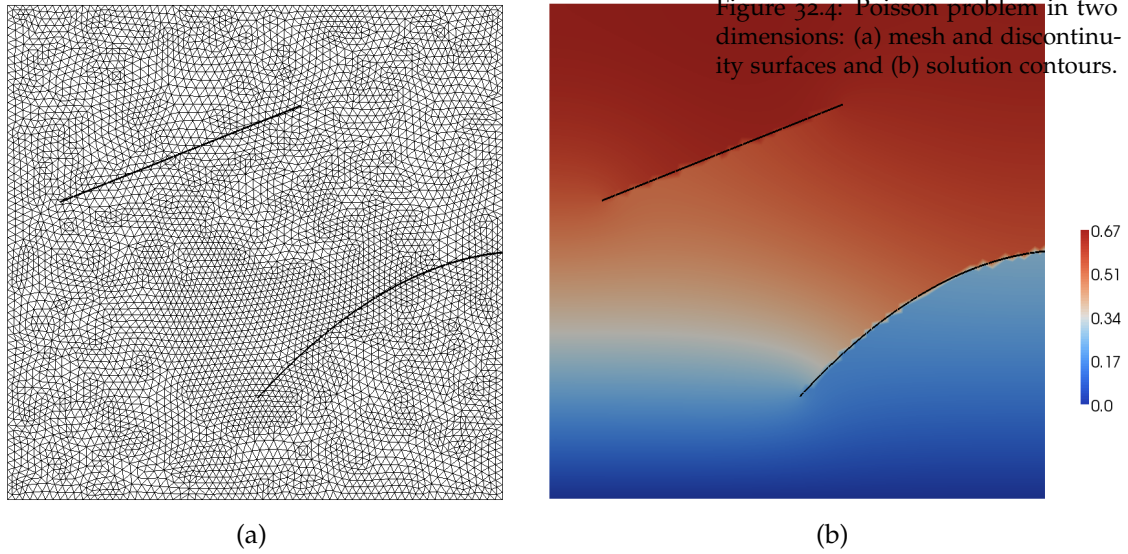 Figure 32.4: Poisson problem in two
dimensions: (a) mesh and discontinu-
ity surfaces and (b) solution contours.
0.67
0.51
0.34
0.17
0.0
(a)
(b)